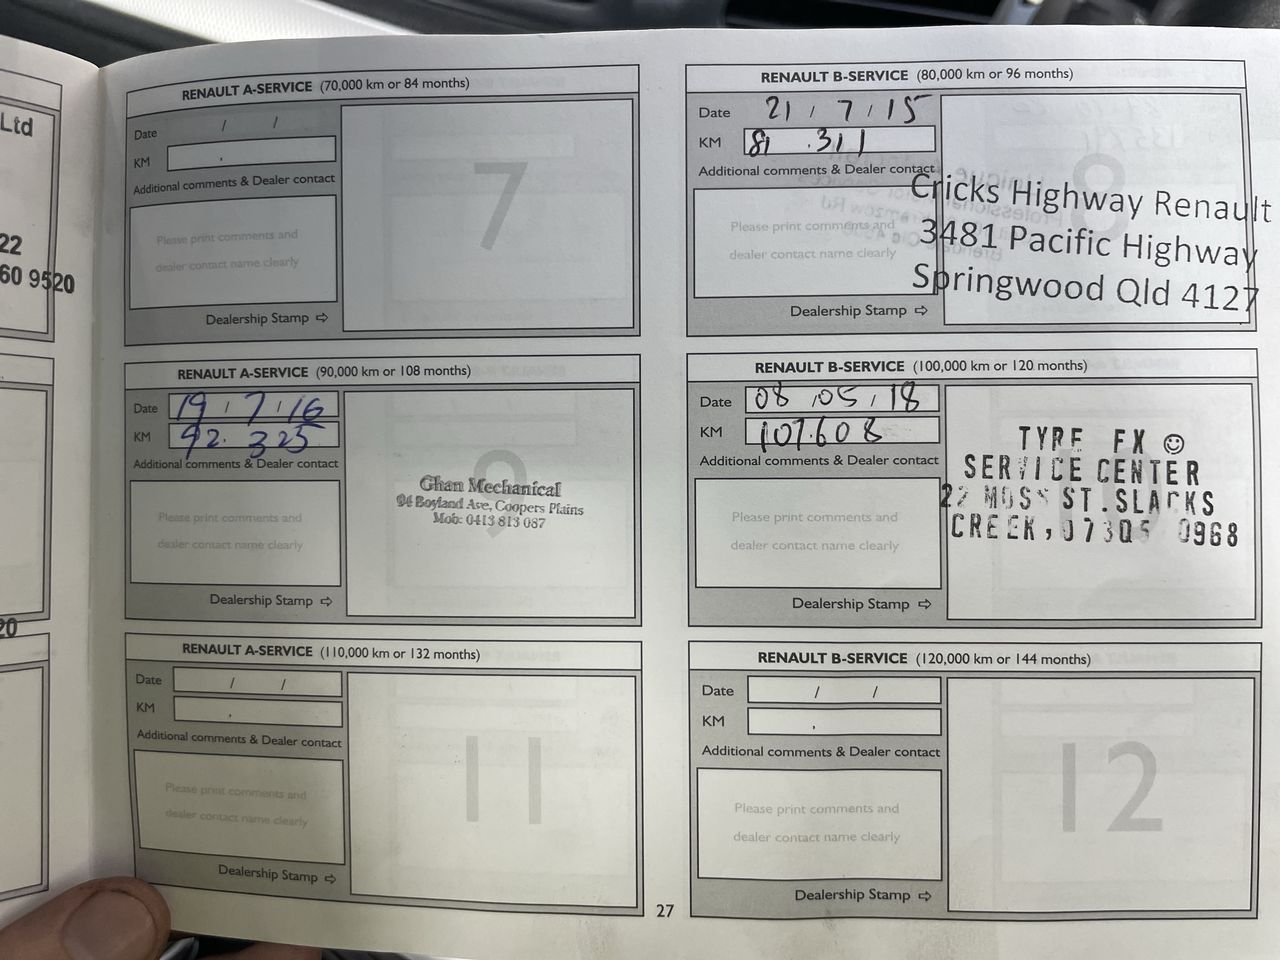 Ltd
22
60 9520
20
RENAULT A-SERVICE (70,000 km or 84 months)
Date / /
KM .
Additional comments & Dealer contact
Please print comments and
dealer contact name clearly
Dealership Stamp ⇨
7
RENAULT B-SERVICE (80,000 km or 96 months)
Date 21 / 7 / 15
KM 81 .311
Additional comments & Dealer contact
Please print comments and
dealer contact name clearly
Dealership Stamp ⇨
8
Cricks Highway Renault
3481 Pacific Highway
Springwood Qld 4127
RENAULT A-SERVICE (90,000 km or 108 months)
Date 19 / 7 / 16
KM 92. 325
Additional comments & Dealer contact
Please print comments and
dealer contact name clearly
Dealership Stamp ⇨
9
Ghan Mechanical
94 Boyland Ave, Coopers Plains
Mob: 0413 813 087
RENAULT B-SERVICE (100,000 km or 120 months)
Date 08 / 05 / 18
KM 107.608
Additional comments & Dealer contact
Please print comments and
dealer contact name clearly
Dealership Stamp ⇨
TYPE FX ☺
SERVICE CENTER
22 MOSS ST.SLACKS
CREEK, 0968
RENAULT A-SERVICE (110,000 km or 132 months)
Date / /
KM .
Additional comments & Dealer contact
Please print comments and
dealer contact name clearly
Dealership Stamp ⇨
11
RENAULT B-SERVICE (120,000 km or 144 months)
Date / /
KM .
Additional comments & Dealer contact
Please print comments and
dealer contact name clearly
Dealership Stamp ⇨
12
27